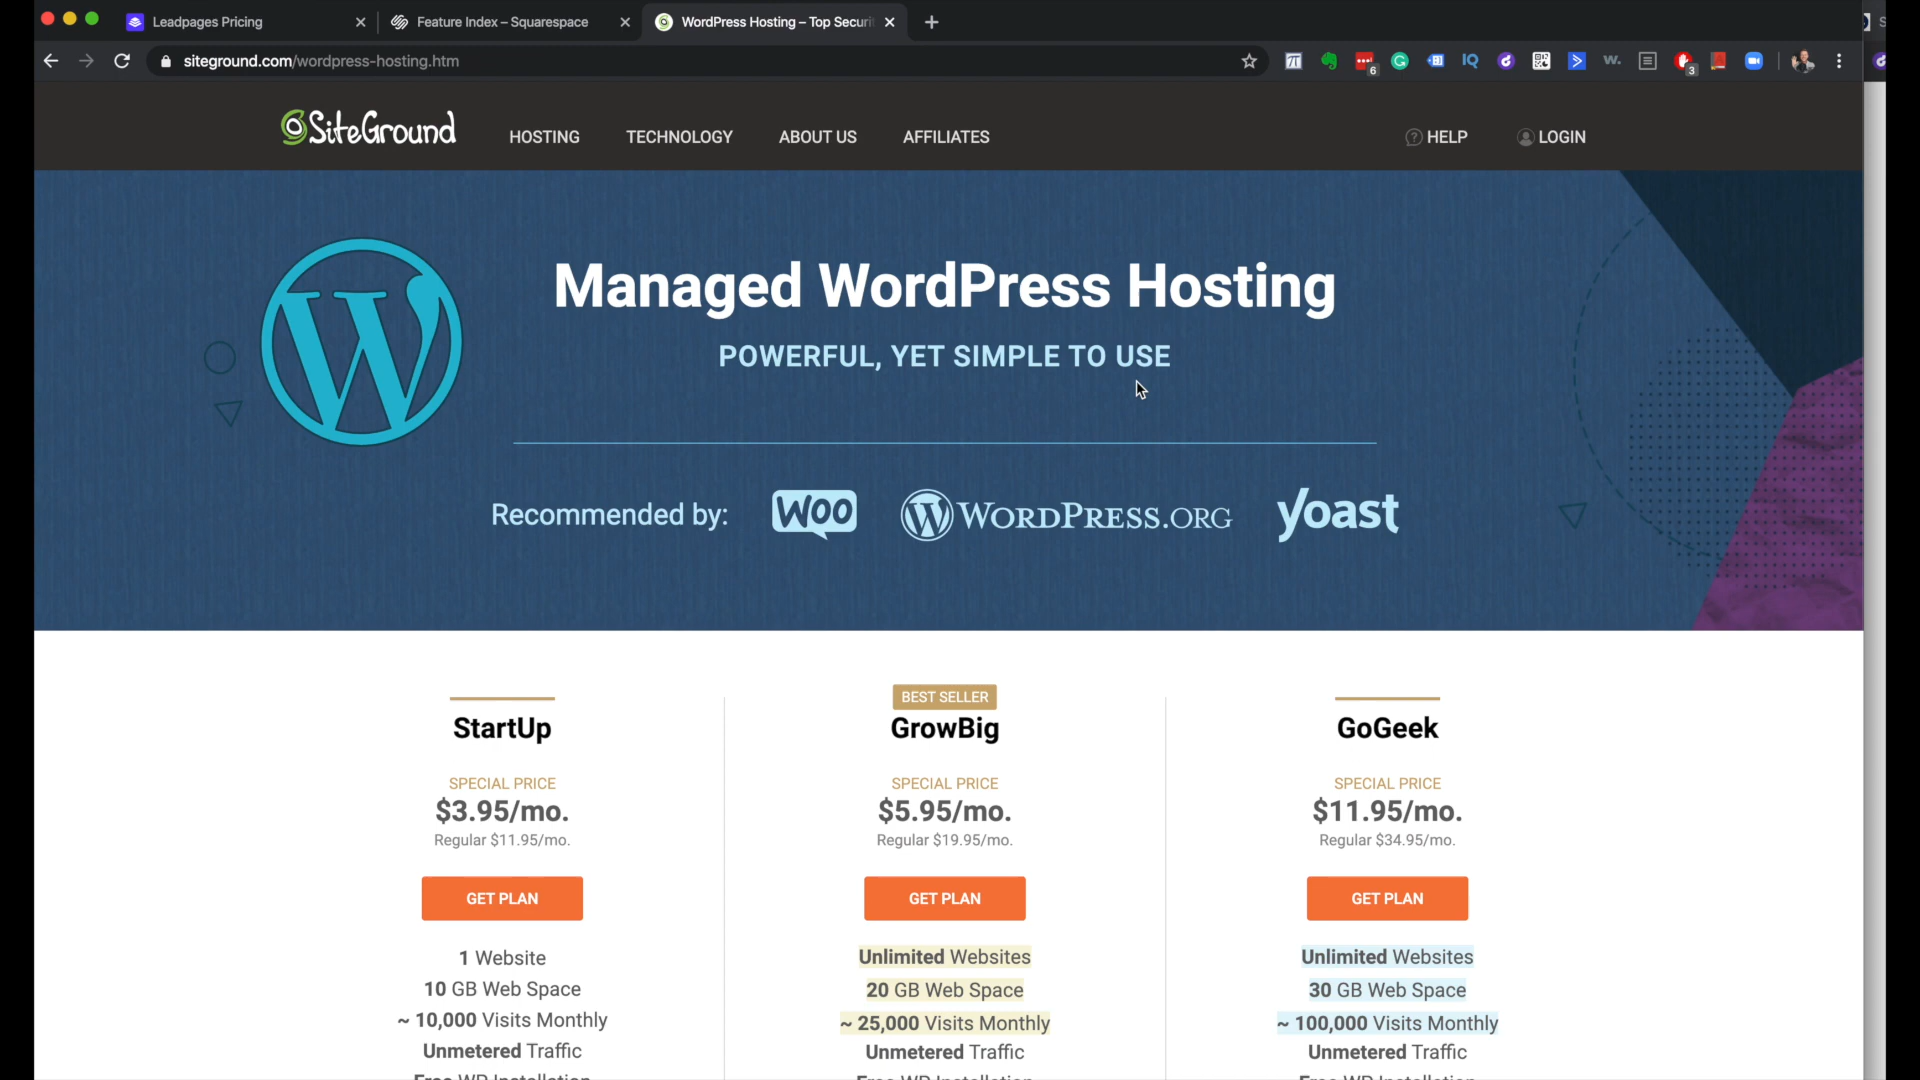 Leadpages Pricing
Feature Index – Squarespace
WordPress Hosting – Top Securi
siteground.com/wordpress-hosting.htm
6
IQ
w.
3
SiteGround
HOSTING
TECHNOLOGY
ABOUT US
AFFILIATES
HELP
LOGIN
Managed WordPress Hosting
POWERFUL, YET SIMPLE TO USE
Recommended by:
WOO
WORDPRESS.ORG
yoast
StartUp
SPECIAL PRICE
$3.95/mo.
Regular $11.95/mo.
GET PLAN
1 Website
10 GB Web Space
~ 10,000 Visits Monthly
Unmetered Traffic
BEST SELLER
GrowBig
SPECIAL PRICE
$5.95/mo.
Regular $19.95/mo.
GET PLAN
Unlimited Websites
20 GB Web Space
~ 25,000 Visits Monthly
Unmetered Traffic
GoGeek
SPECIAL PRICE
$11.95/mo.
Regular $34.95/mo.
GET PLAN
Unlimited Websites
30 GB Web Space
~ 100,000 Visits Monthly
Unmetered Traffic